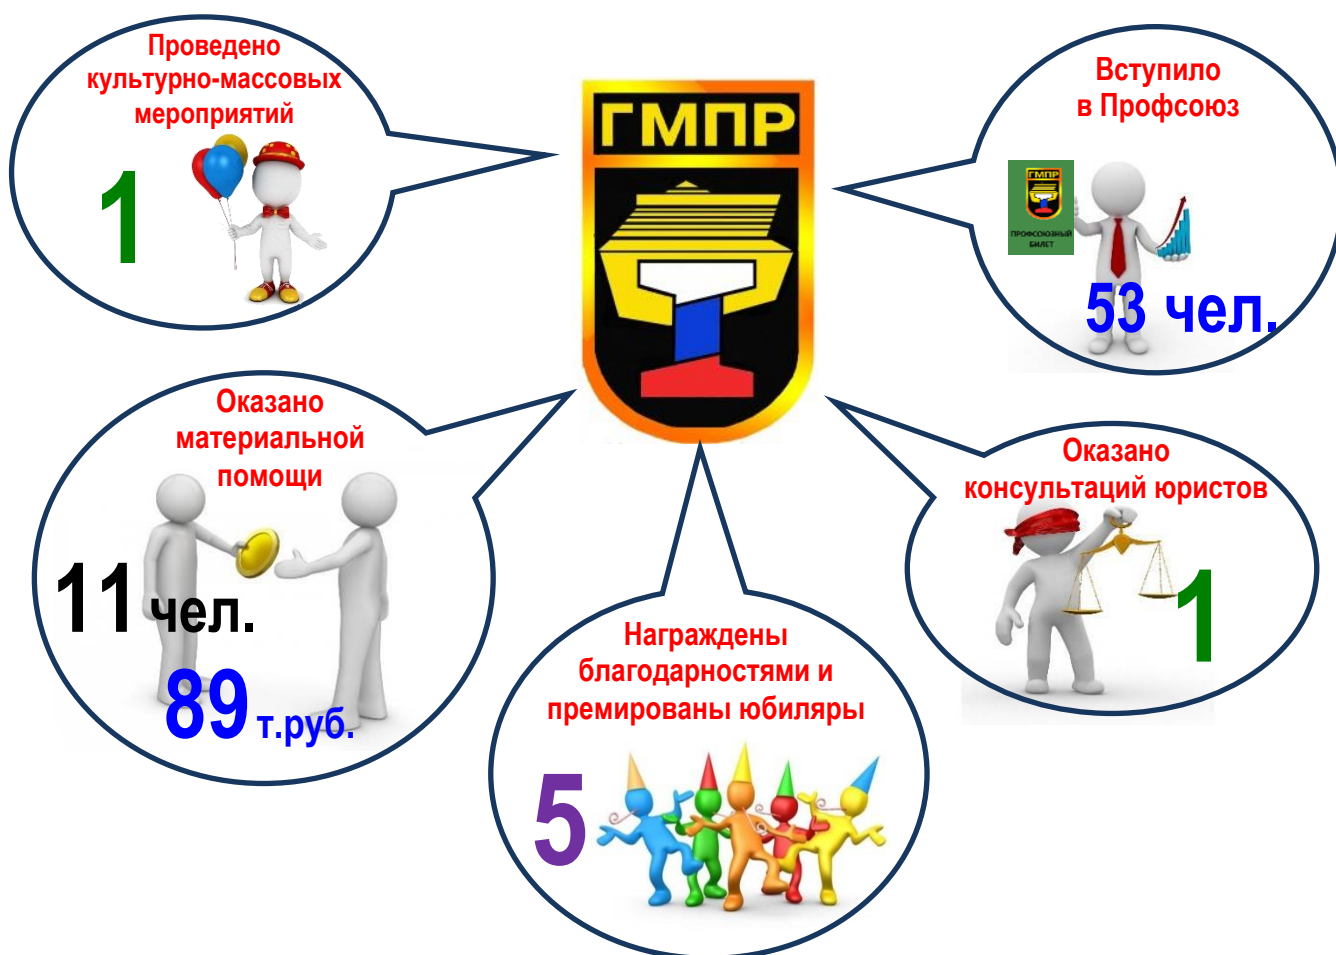 Проведено
культурно-массовых
мероприятий
1
ГМПР
Вступило
в Профсоюз
ГМПР
ПРОФСОЮЗНЫЙ
БИЛЕТ
53 чел.
Оказано
материальной
помощи
11 чел.
89 т.руб.
Награждены
благодарностями и
премированы юбиляры
5
Оказано
консультаций юристов
1